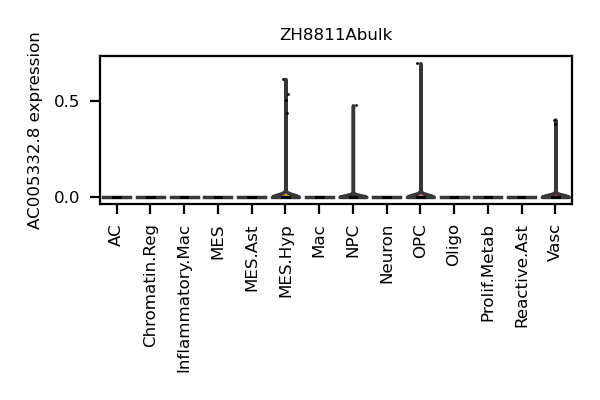 ZH8811Abulk
AC005332.8 expression
0.5
0.0
AC
Chromatin.Reg
Inflammatory.Mac
MES
MES.Ast
MES.Hyp
Mac
NPC
Neuron
OPC
Oligo
Prolif.Metab
Reactive.Ast
Vasc